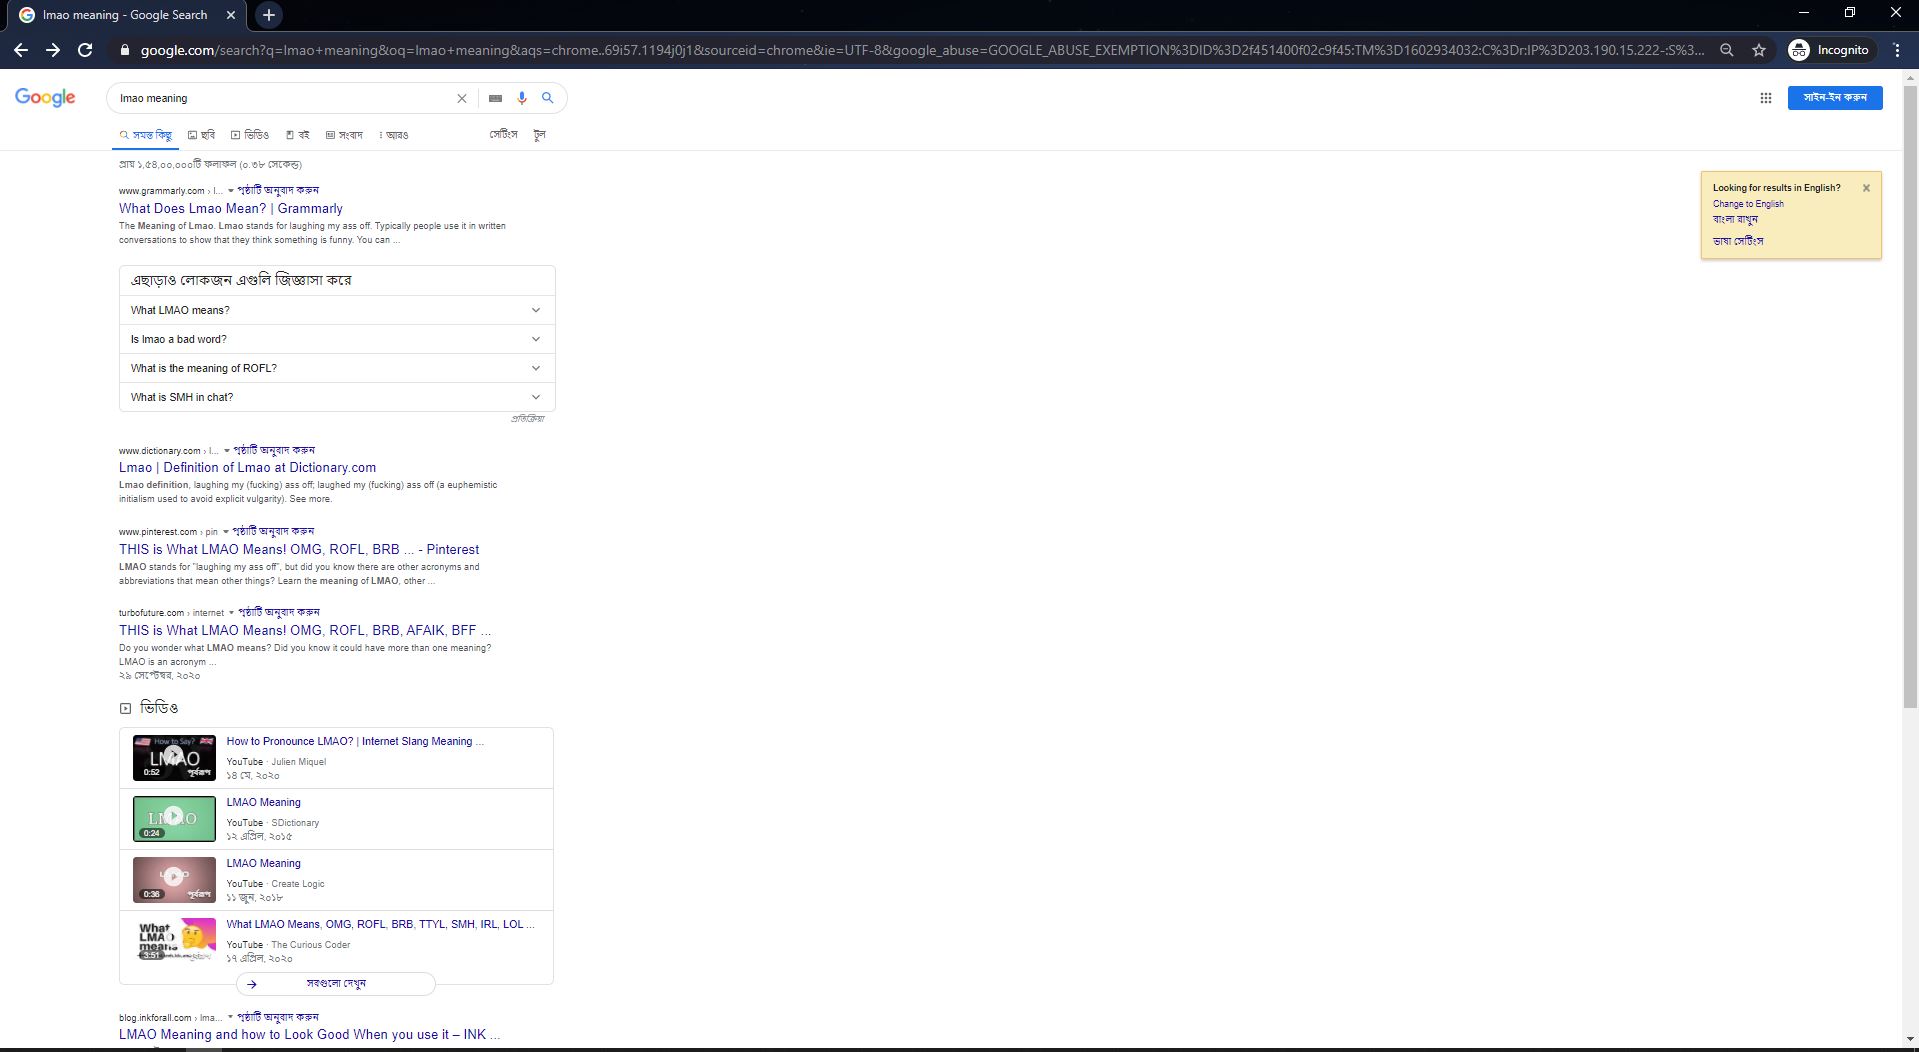 lmao meaning - Google Search
google.com/search?q=lmao+meaning&oq=lmao+meaning&aqs=chrome..69i57.1194j0j1&sourceid=chrome&ie=UTF-8&google_abuse=GOOGLE_ABUSE_EXEMPTION%3DID%3D2f451400f02c9f45:TM%3D1602934032:C%3Dr:IP%3D203.190.15.222-:S%3...
Incognito
Google
lmao meaning
সাইন-ইন করুন
সমস্ত কিছু ছবি ভিডিও বই সংবাদ আরও সেটিংস টুল
প্রায় ১,৫৪,০০,০০০টি ফলাফল (০.৩৮ সেকেন্ড)
Looking for results in English?
Change to English
বাংলা রাখুন
ভাষা সেটিংস
www.grammarly.com › l... পৃষ্ঠাটি অনুবাদ করুন
What Does Lmao Mean? | Grammarly
The Meaning of Lmao. Lmao stands for laughing my ass off. Typically people use it in written
conversations to show that they think something is funny. You can ...
এছাড়াও লোকজন এগুলি জিজ্ঞাসা করে
What LMAO means?
Is lmao a bad word?
What is the meaning of ROFL?
What is SMH in chat?
প্রতিক্রিয়া
www.dictionary.com › l... পৃষ্ঠাটি অনুবাদ করুন
Lmao | Definition of Lmao at Dictionary.com
Lmao definition, laughing my (fucking) ass off; laughed my (fucking) ass off (a euphemistic
initialism used to avoid explicit vulgarity). See more.
www.pinterest.com › pin পৃষ্ঠাটি অনুবাদ করুন
THIS is What LMAO Means! OMG, ROFL, BRB ... - Pinterest
LMAO stands for "laughing my ass off", but did you know there are other acronyms and
abbreviations that mean other things? Learn the meaning of LMAO, other ...
turbofuture.com › internet পৃষ্ঠাটি অনুবাদ করুন
THIS is What LMAO Means! OMG, ROFL, BRB, AFAIK, BFF ...
Do you wonder what LMAO means? Did you know it could have more than one meaning?
LMAO is an acronym ...
২৯ সেপ্টেম্বর, ২০২০
ভিডিও
How to Say?
LMAO
0:52 পূর্বরূপ
How to Pronounce LMAO? | Internet Slang Meaning ...
YouTube · Julien Miquel
১৪ মে, ২০২০
LMAO
0:24
LMAO Meaning
YouTube · SDictionary
১২ এপ্রিল, ২০১৫
0:36 পূর্বরূপ
LMAO Meaning
YouTube · Create Logic
১১ জুন, ২০১৮
What
LMAO
means
3:51
What LMAO Means, OMG, ROFL, BRB, TTYL, SMH, IRL, LOL ...
YouTube · The Curious Coder
১৭ এপ্রিল, ২০২০
সবগুলো দেখুন
blog.inkforall.com › lma... পৃষ্ঠাটি অনুবাদ করুন
LMAO Meaning and how to Look Good When you use it – INK ...